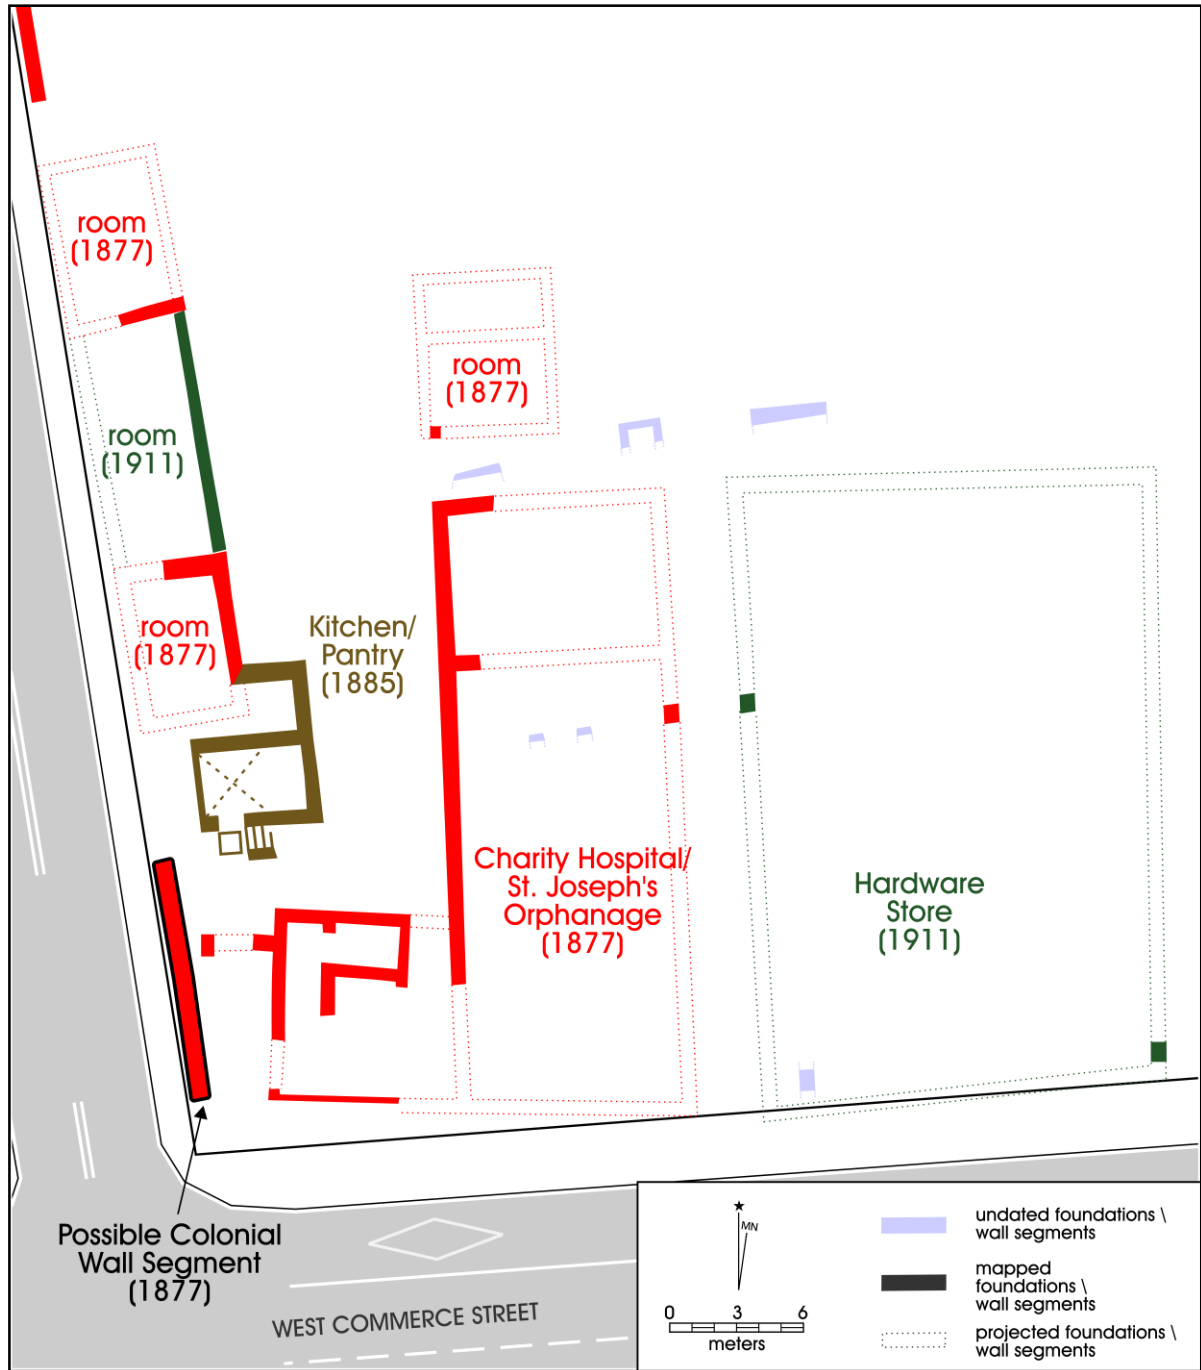 room
(1877)
room
(1877)
room
(1911)
room
(1877)
Kitchen/
Pantry
(1885)
Charity Hospital/
St. Joseph's
Orphanage
(1877)
Hardware
Store
(1911)
Possible Colonial
Wall Segment
(1877)
WEST COMMERCE STREET
MN
0 3 6
meters
undated foundations \
wall segments
mapped
foundations \
wall segments
projected foundations \
wall segments